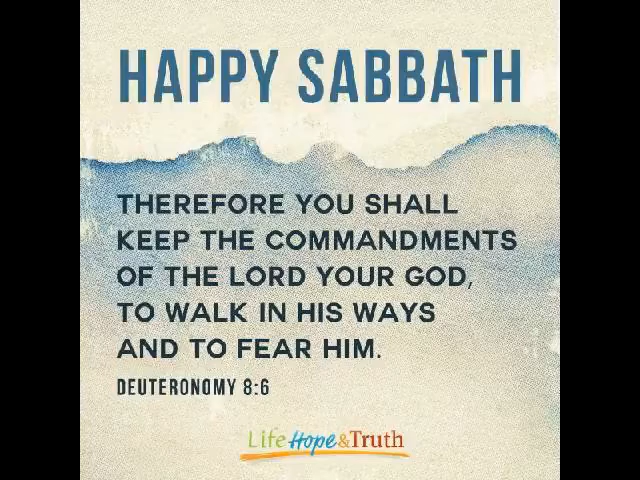 HAPPY SABBATH
THEREFORE YOU SHALL
KEEP THE COMMANDMENTS
OF THE LORD YOUR GOD,
TO WALK IN HIS WAYS
AND TO FEAR HIM.
DEUTERONOMY 8:6
Life Hope & Truth